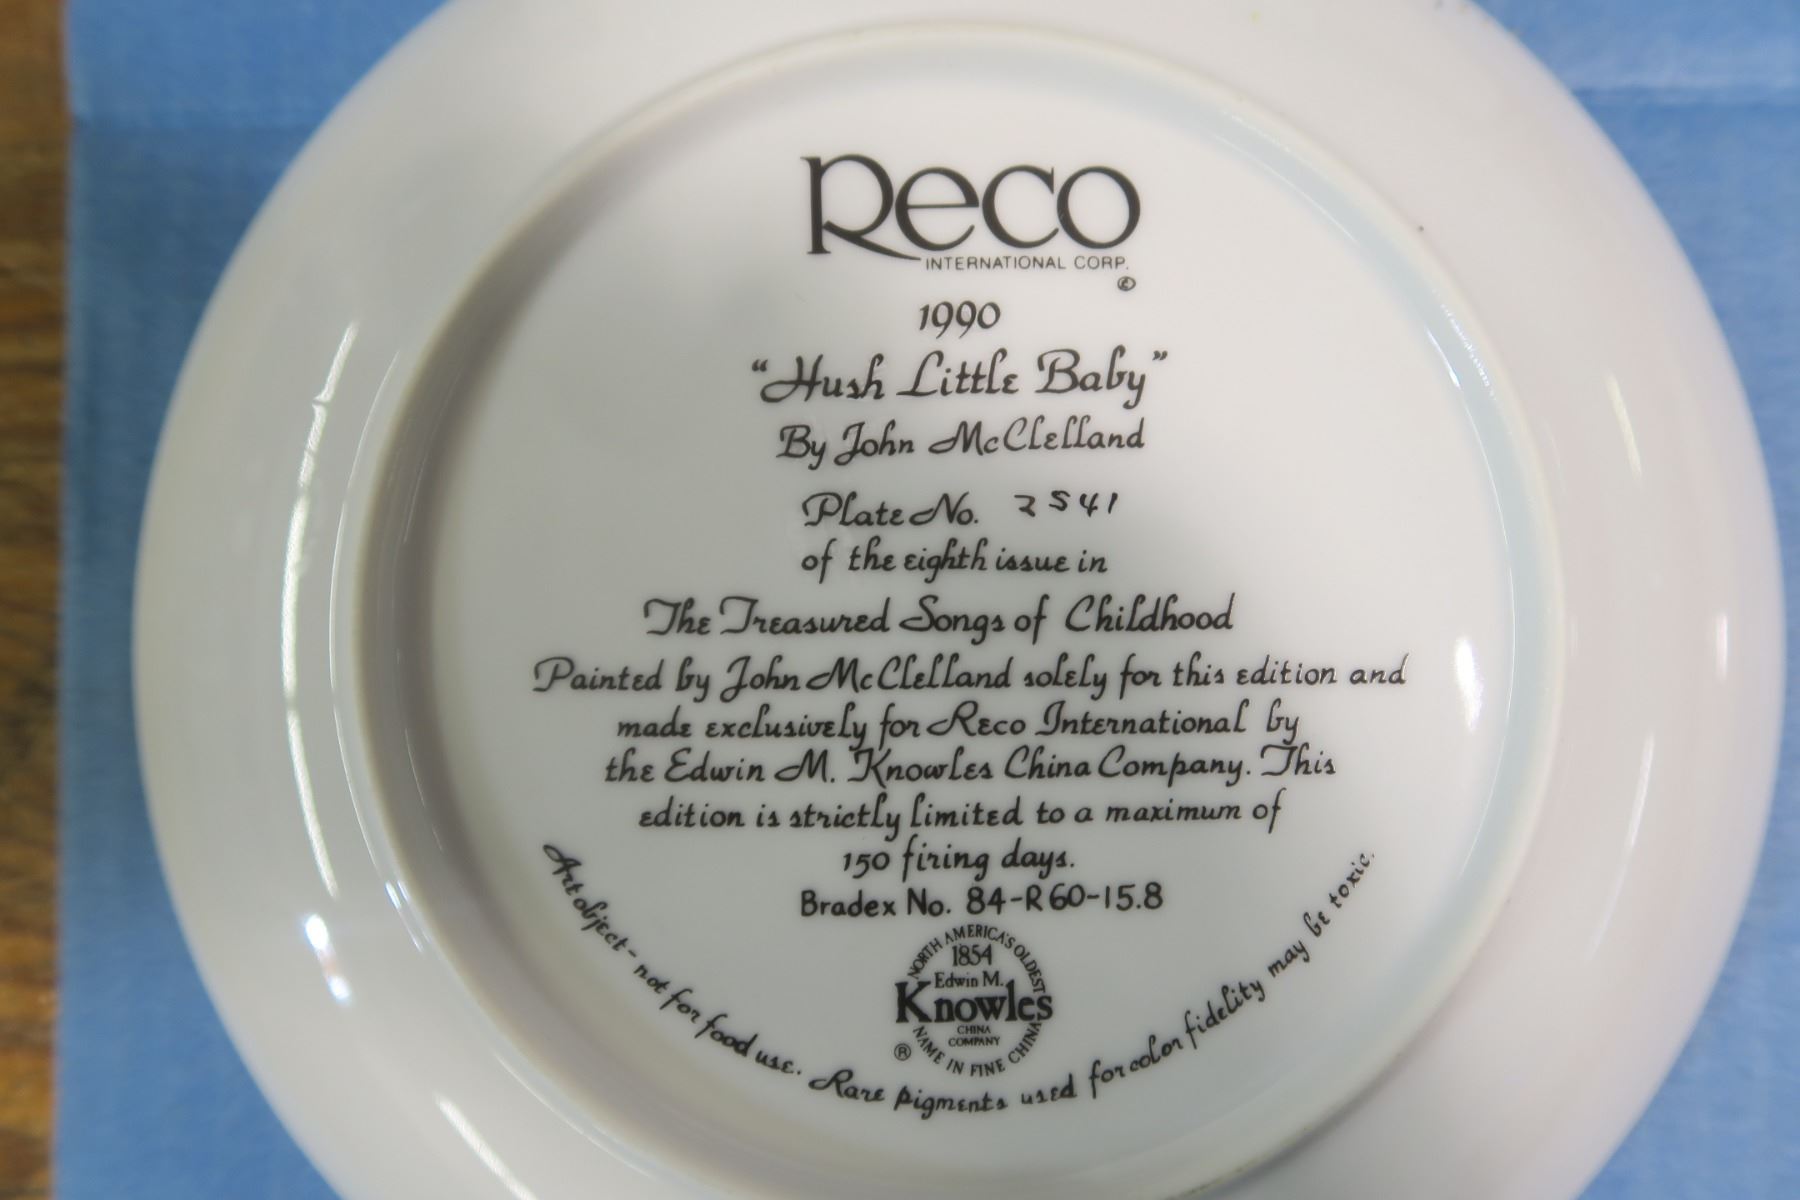 Reco
INTERNATIONAL CORP.
©
1990
“Hush Little Baby”
By John McClelland
Plate No. 2541
of the eighth issue in
The Treasured Songs of Childhood
Painted by John McClelland solely for this edition and
made exclusively for Reco International by
the Edwin M. Knowles China Company. This
edition is strictly limited to a maximum of
150 firing days.
Bradex No. 84-R60-15.8
NORTH AMERICA'S OLDEST
1854
Edwin M.
Knowles
CHINA
COMPANY
NAME IN FINE CHINA
®
Art object - not for food use. Rare pigments used for color fidelity may be toxic.